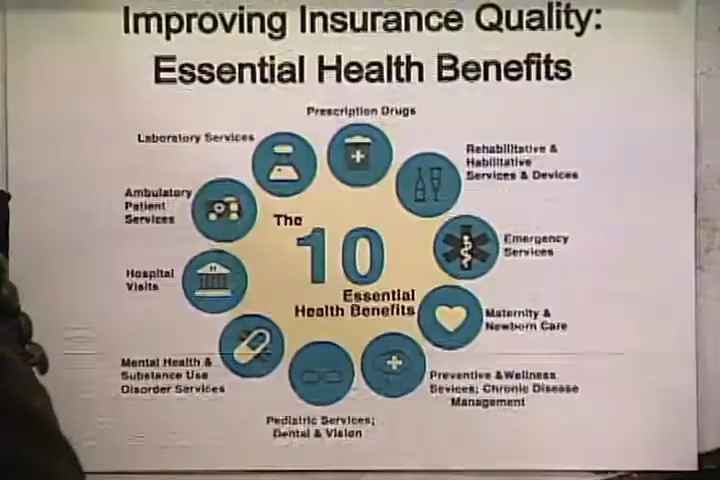 Improving Insurance Quality:
Essential Health Benefits
Prescription Drugs
Laboratory Services
Rehabilitative &
Habilitative
Services & Devices
Ambulatory
Patient
Services
The
10
Essential
Health Benefits
Emergency
Services
Hospital
Visits
H
Maternity &
Newborn Care
Mental Health &
Substance Use
Disorder Services
Preventive &Wellness
Sevices; Chronic Disease
Management
Pediatric Services;
Dental & Vision